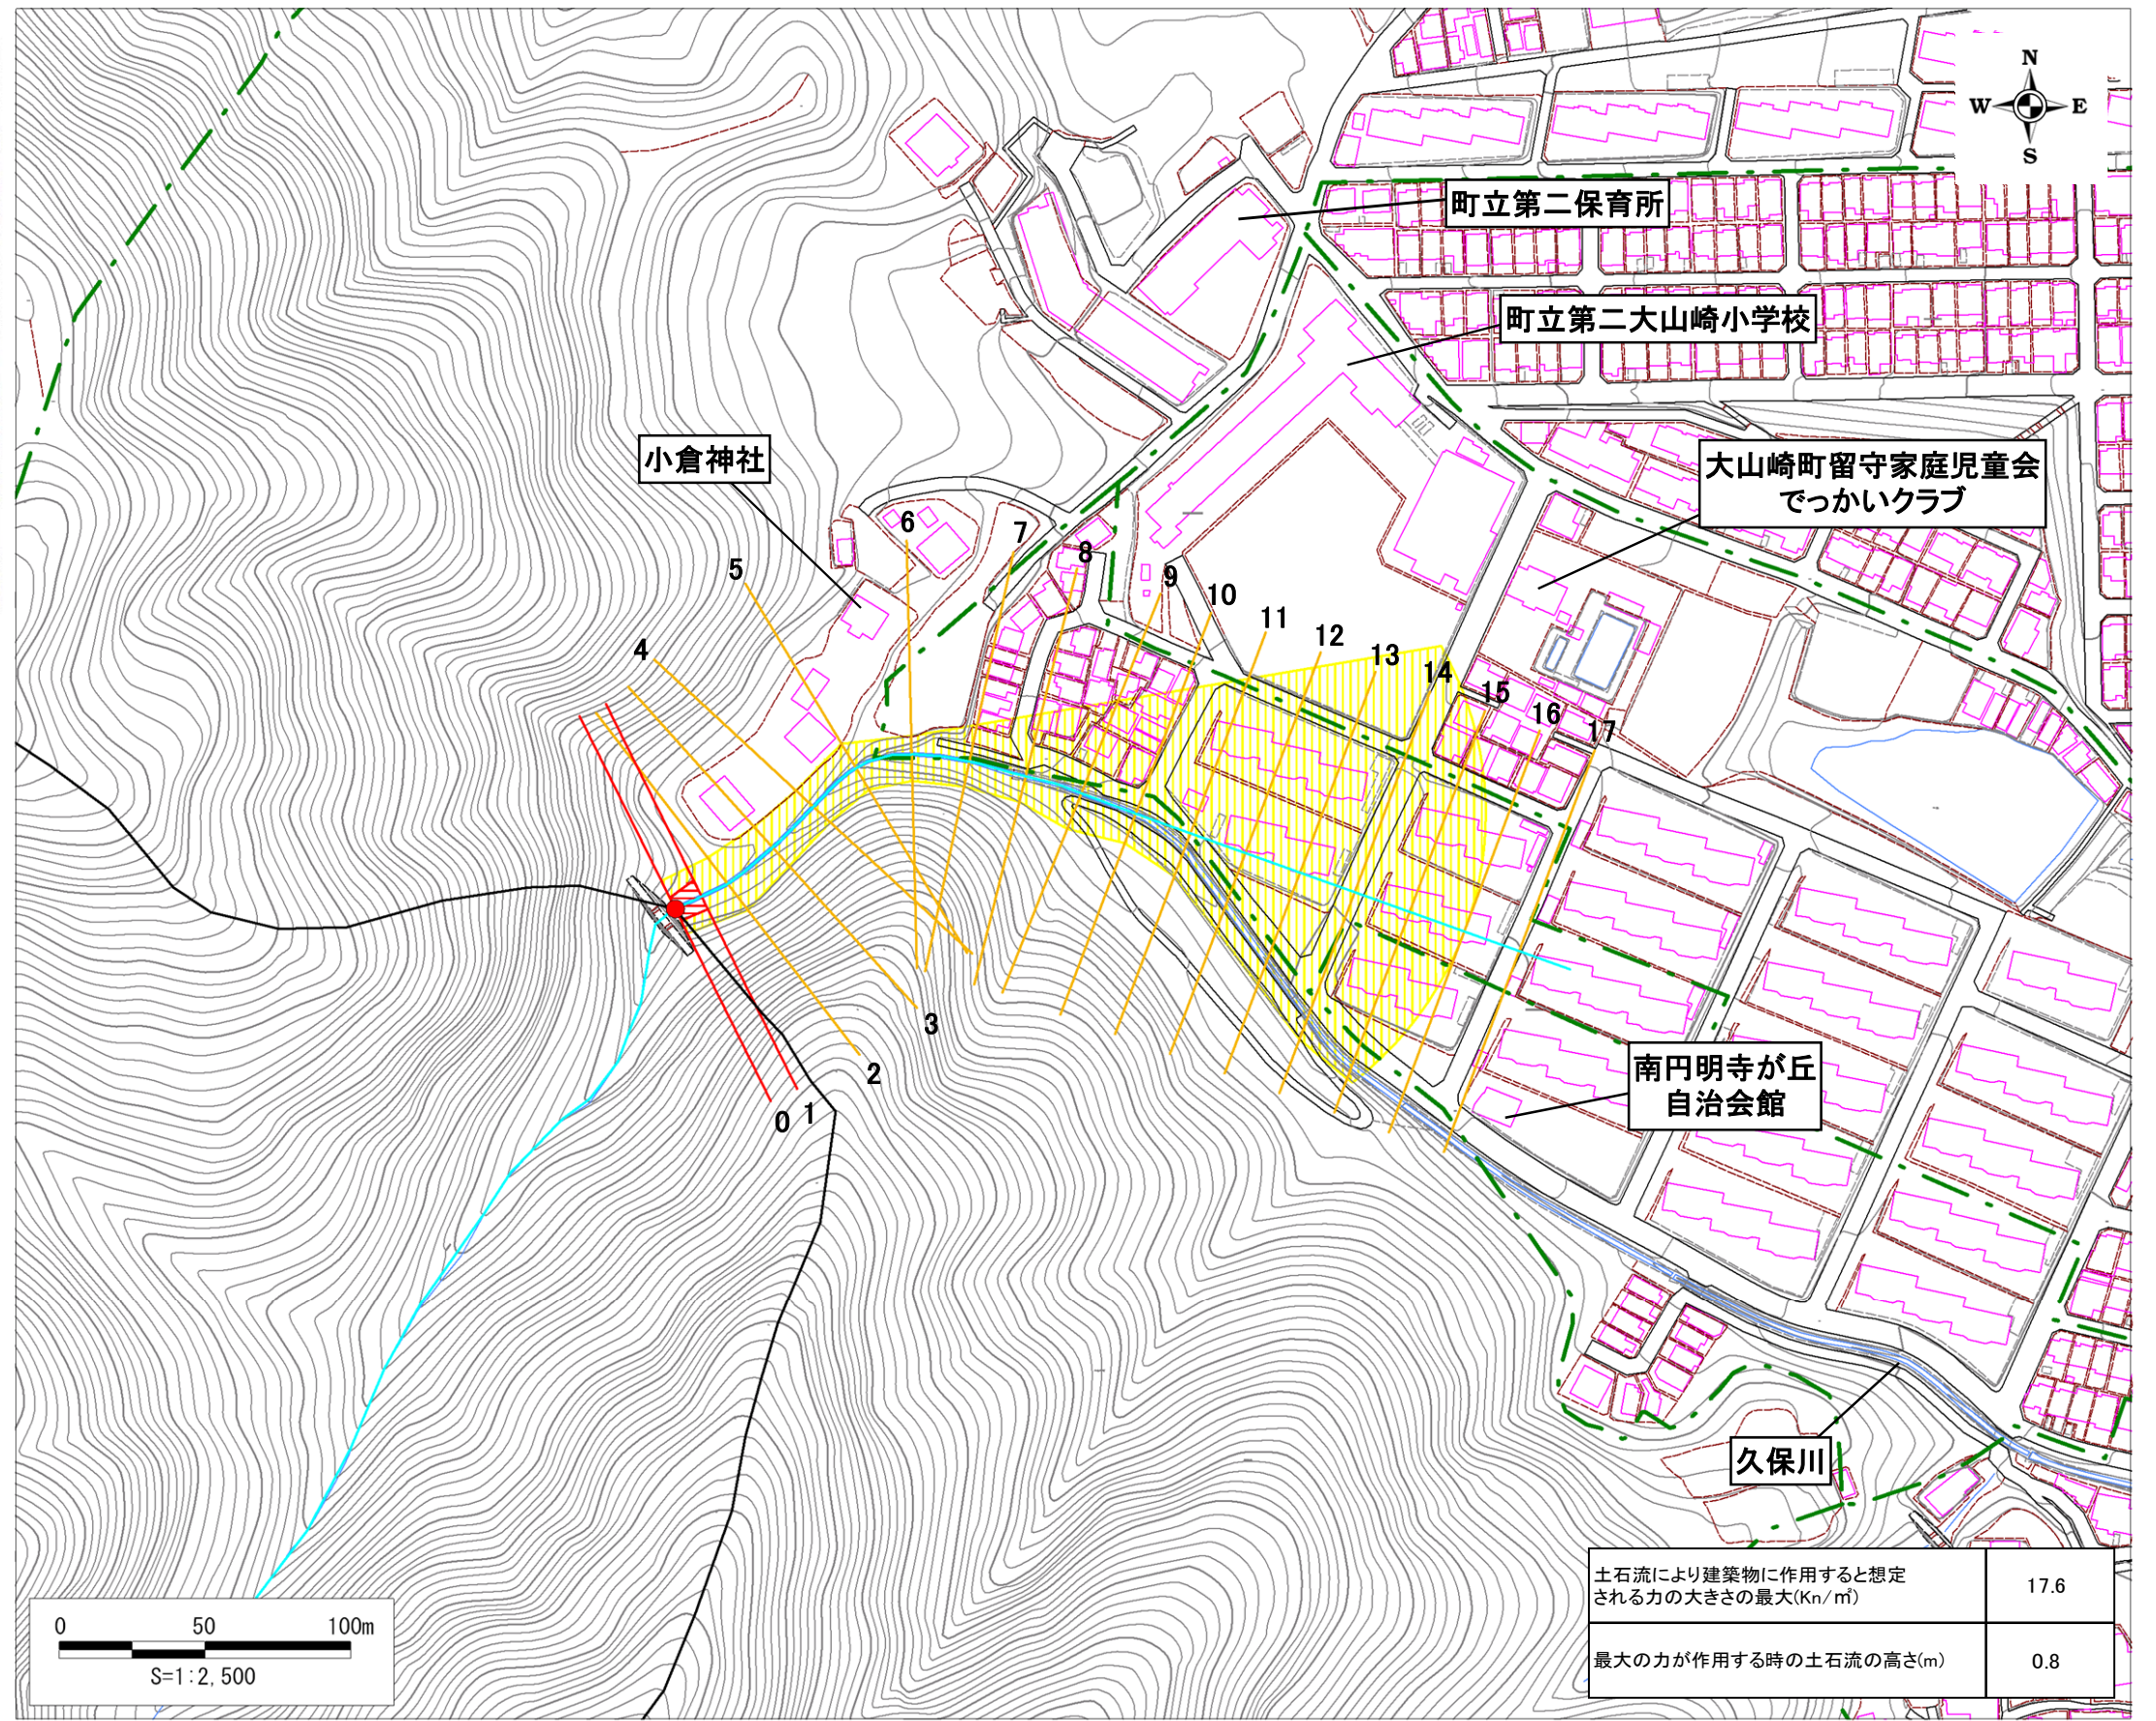 N
W E
S
町立第二保育所
町立第二大山崎小学校
小倉神社
大山崎町留守家庭児童会
でっかいクラブ
6
7
8
5
9
10
11
12
4
13
14
15
16
17
3
2
1
0
南円明寺が丘
自治会館
久保川
土石流により建築物に作用すると想定
される力の大きさの最大(Kn/㎡)
17.6
最大の力が作用する時の土石流の高さ(m)
0.8
0 50 100m
S=1:2,500